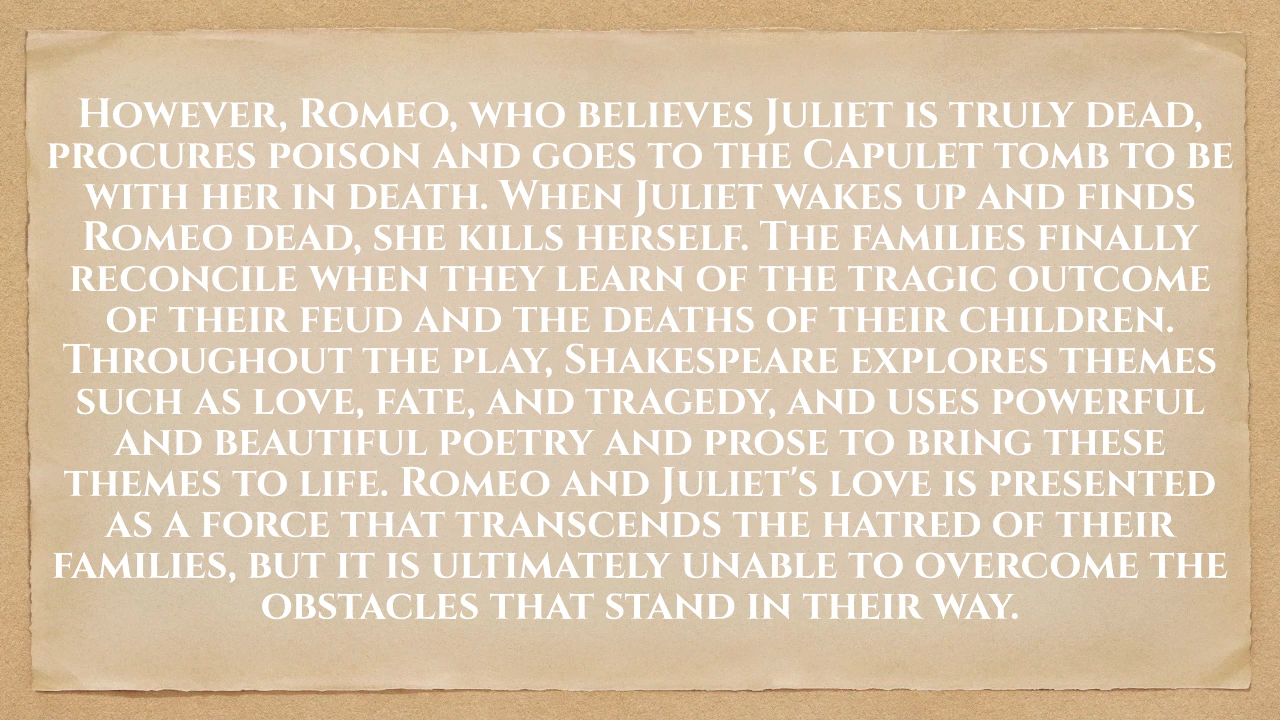 However, Romeo, who believes Juliet is truly dead,
procures poison and goes to the Capulet tomb to be
with her in death. When Juliet wakes up and finds
Romeo dead, she kills herself. The families finally
reconcile when they learn of the tragic outcome
of their feud and the deaths of their children.
Throughout the play, Shakespeare explores themes
such as love, fate, and tragedy, and uses powerful
and beautiful poetry and prose to bring these
themes to life. Romeo and Juliet's love is presented
as a force that transcends the hatred of their
families, but it is ultimately unable to overcome the
obstacles that stand in their way.